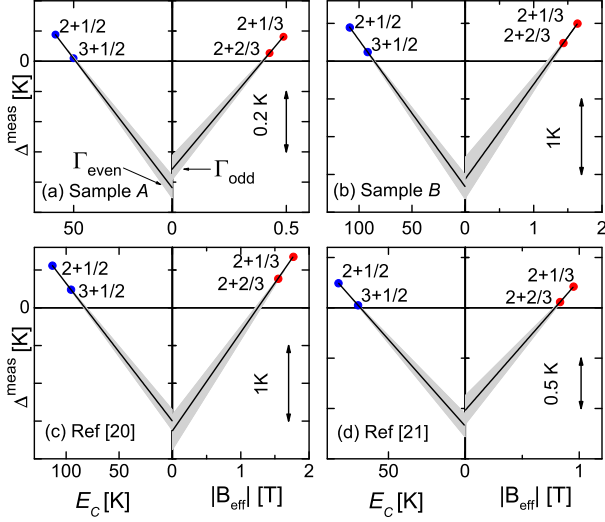 2+1/2
3+1/2
2+1/3
2+2/3
0
Δ^meas [K]
0.2 K
Γ_even
Γ_odd
(a) Sample A
50
0
0.5
2+1/2
3+1/2
2+1/3
2+2/3
1K
(b) Sample B
100
50
0
1
2
2+1/2
3+1/2
2+1/3
2+2/3
0
Δ^meas [K]
1K
(c) Ref [20]
100
50
0
1
2
E_C [K]
|B_eff| [T]
2+1/2
3+1/2
2+1/3
2+2/3
0.5 K
(d) Ref [21]
100
50
0
1
E_C [K]
|B_eff| [T]